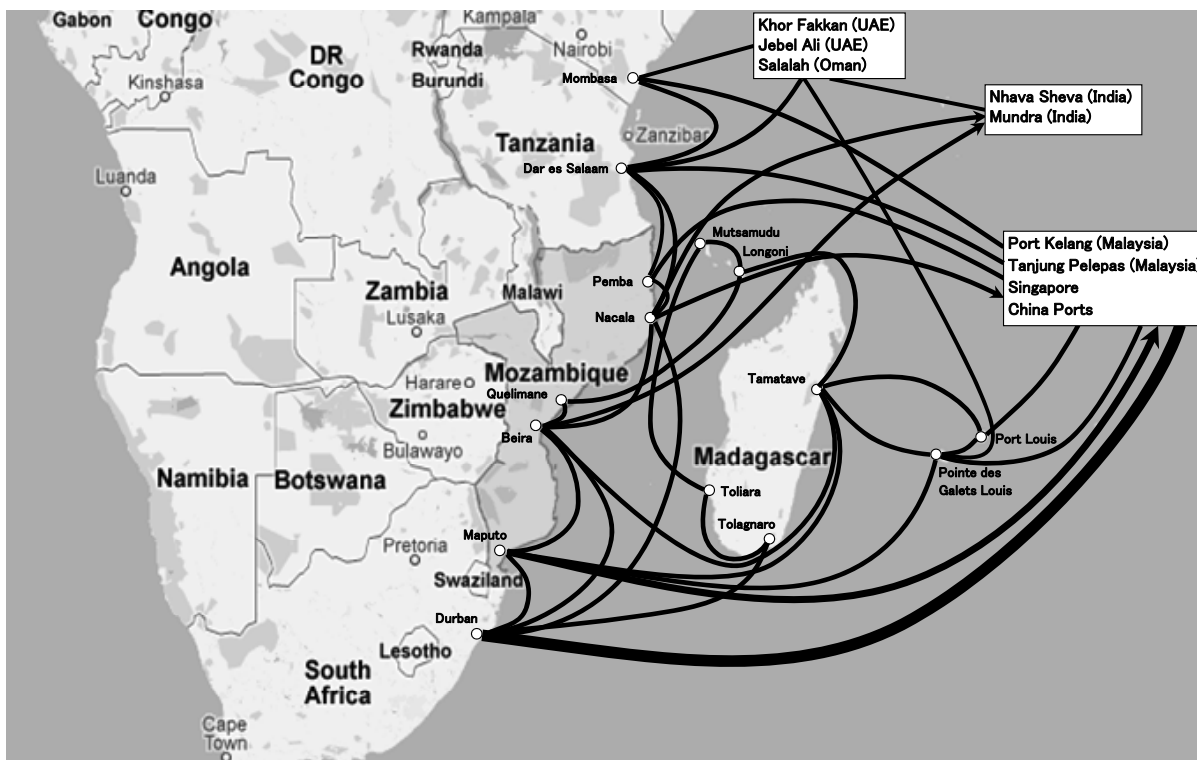 Gabon
Congo
Kampala
Khor Fakkan (UAE)
Jebel Ali (UAE)
Salalah (Oman)
DR
Congo
Rwanda
Nairobi
Burundi
Kinshasa
Mombasa
Nhava Sheva (India)
Mundra (India)
Tanzania
Zanzibar
Dar es Salaam
Luanda
Mutsamudu
Longoni
Port Kelang (Malaysia)
Tanjung Pelepas (Malaysia)
Singapore
China Ports
Angola
Zambia
Malawi
Pemba
Lusaka
Nacala
Mozambique
Harare
Quelimane
Tamatave
Zimbabwe
Beira
Bulawayo
Port Louis
Madagascar
Namibia
Botswana
Pointe des
Galets Louis
Toliara
Tolagnaro
Maputo
Pretoria
Swaziland
Durban
Lesotho
South
Africa
Cape
Town